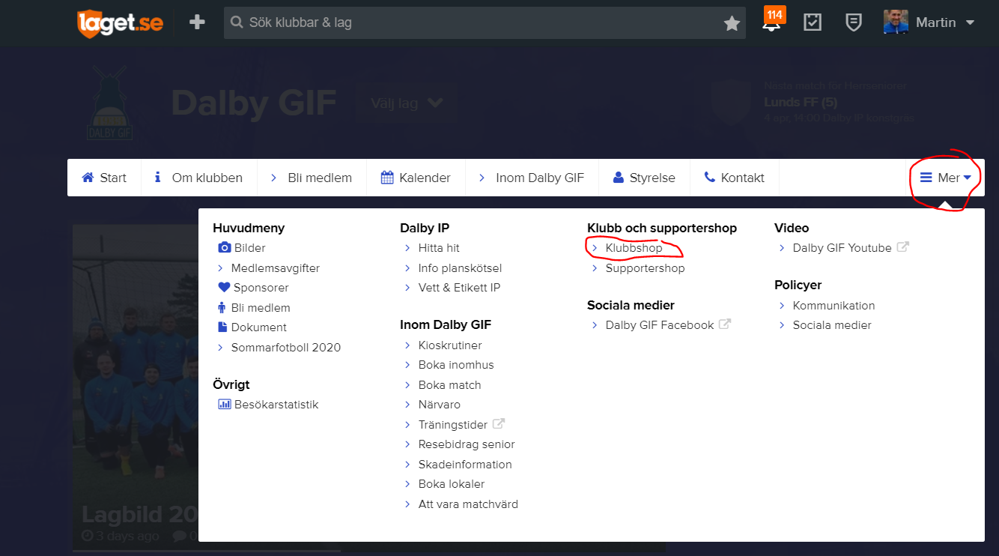 laget.se
Sök klubbar & lag
114
Martin
DALBY GIF
Dalby GIF
Välj lag
Nästa match för Herrseniorer
Lunds FF (5)
4 apr, 14:00 Dalby IP konstgräs
Start
Om klubben
Bli medlem
Kalender
Inom Dalby GIF
Styrelse
Kontakt
Mer
Huvudmeny
Bilder
Medlemsavgifter
Sponsorer
Bli medlem
Dokument
Sommarfotboll 2020
Övrigt
Besökarstatistik
Dalby IP
Hitta hit
Info planskötsel
Vett & Etikett IP
Inom Dalby GIF
Kioskrutiner
Boka inomhus
Boka match
Närvaro
Träningstider
Resebidrag senior
Skadeinformation
Boka lokaler
Att vara matchvärd
Klubb och supportershop
Klubbshop
Supportershop
Sociala medier
Dalby GIF Facebook
Video
Dalby GIF Youtube
Policyer
Kommunikation
Sociala medier
Lagbild 20
3 days ago 0